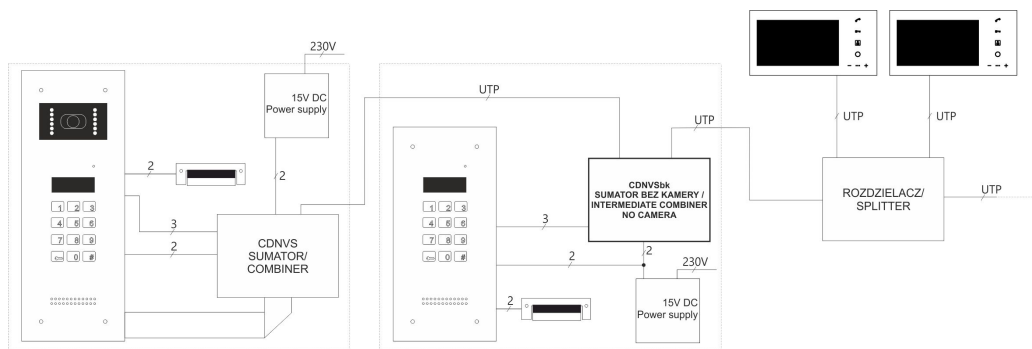 230V
15V DC
Power supply
2
2
1 2 3
4 5 6
7 8 9
0 #
3
2
CDNVS
SUMATOR/
COMBINER
UTP
1 2 3
4 5 6
7 8 9
0 #
3
2
2
CDNVSbk
SUMATOR BEZ KAMERY /
INTERMEDIATE COMBINER
NO CAMERA
2
230V
15V DC
Power supply
UTP
UTP
UTP
ROZDZIELACZ/
SPLITTER
UTP